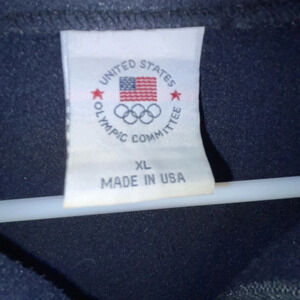 UNITED STATES
OLYMPIC COMMITTEE
XL
MADE IN USA